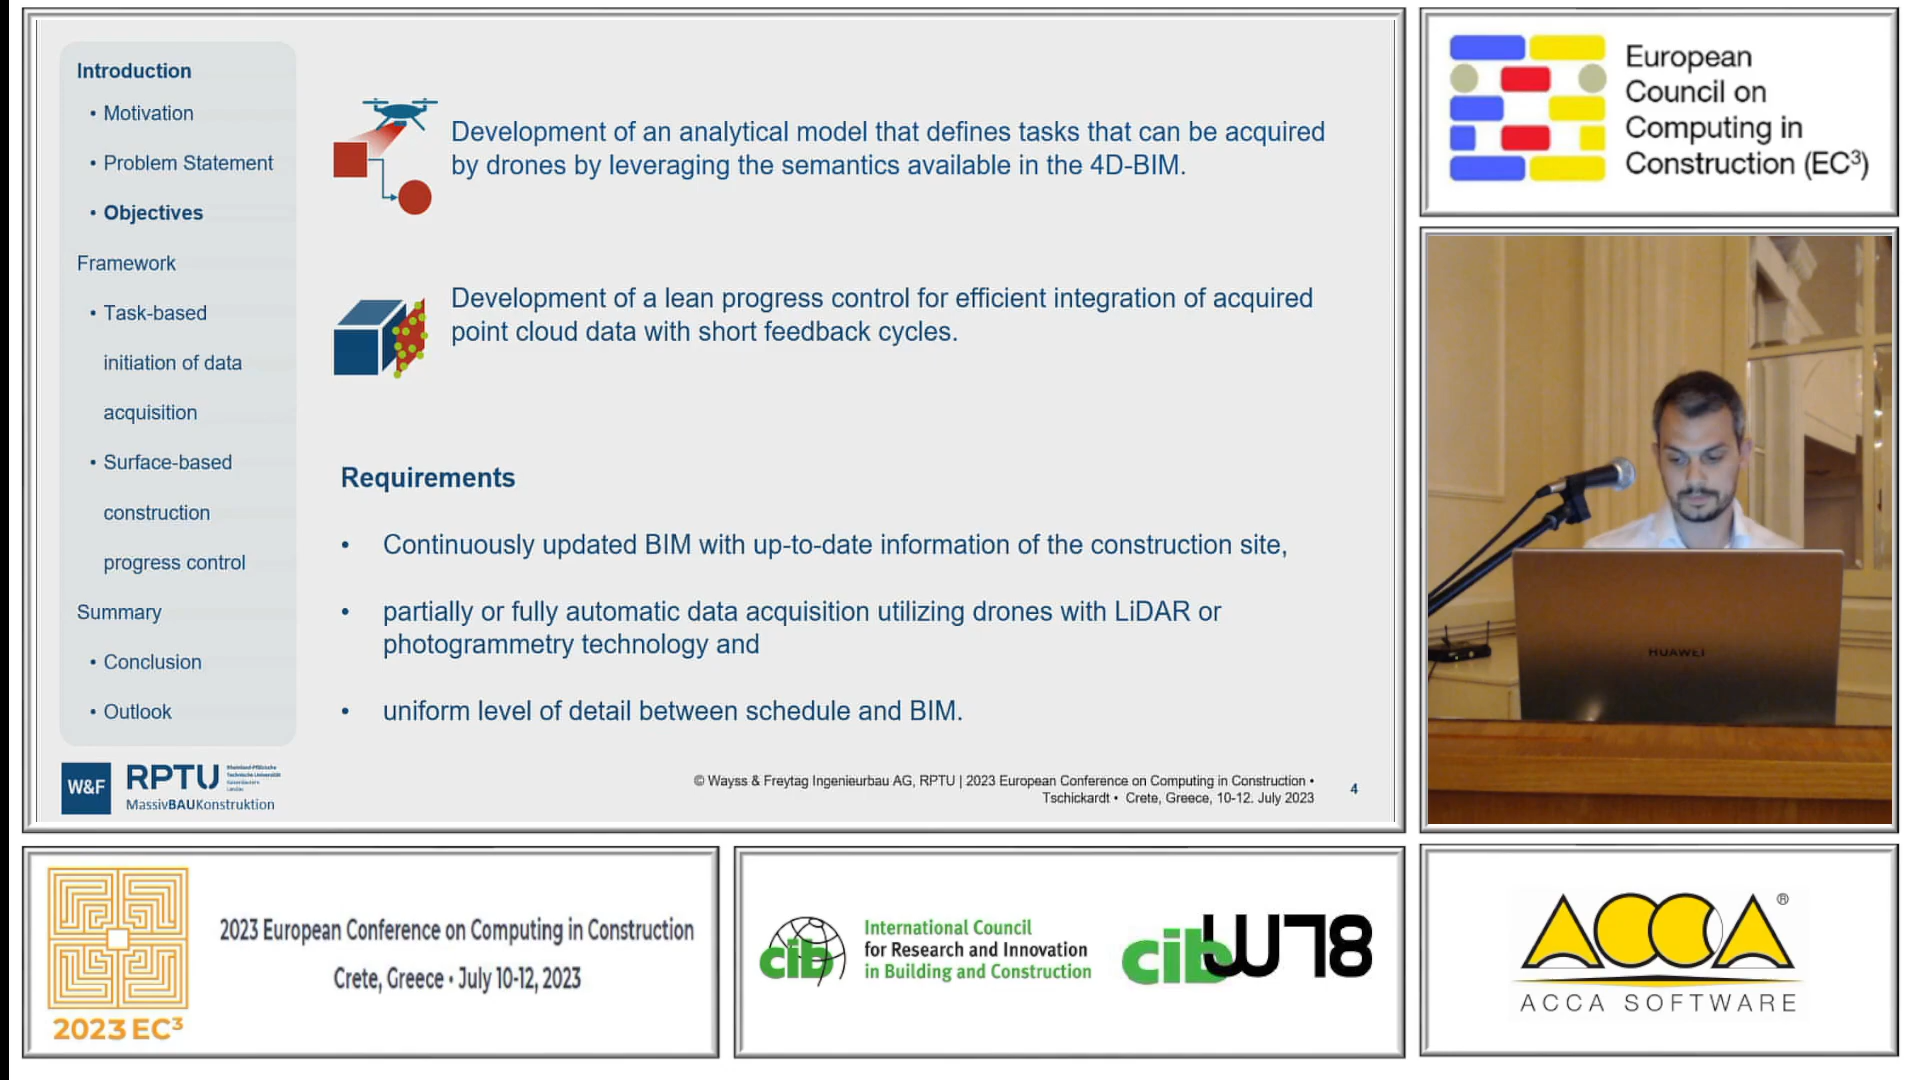 Introduction
• Motivation
• Problem Statement
• Objectives
Framework
• Task-based
initiation of data
acquisition
• Surface-based
construction
progress control
Summary
• Conclusion
• Outlook
Development of an analytical model that defines tasks that can be acquired
by drones by leveraging the semantics available in the 4D-BIM.
Development of a lean progress control for efficient integration of acquired
point cloud data with short feedback cycles.
Requirements
• Continuously updated BIM with up-to-date information of the construction site,
• partially or fully automatic data acquisition utilizing drones with LiDAR or
photogrammetry technology and
• uniform level of detail between schedule and BIM.
W&F
RPTU
MassivBAUKonstruktion
© Wayss & Freytag Ingenieurbau AG, RPTU | 2023 European Conference on Computing in Construction •
Tschickardt • Crete, Greece, 10-12. July 2023
4
European
Council on
Computing in
Construction (EC³)
HUAWEI
2023 EC³
2023 European Conference on Computing in Construction
Crete, Greece • July 10-12, 2023
cib
International Council
for Research and Innovation
in Building and Construction
cib W78
ACCA ®
ACCA SOFTWARE